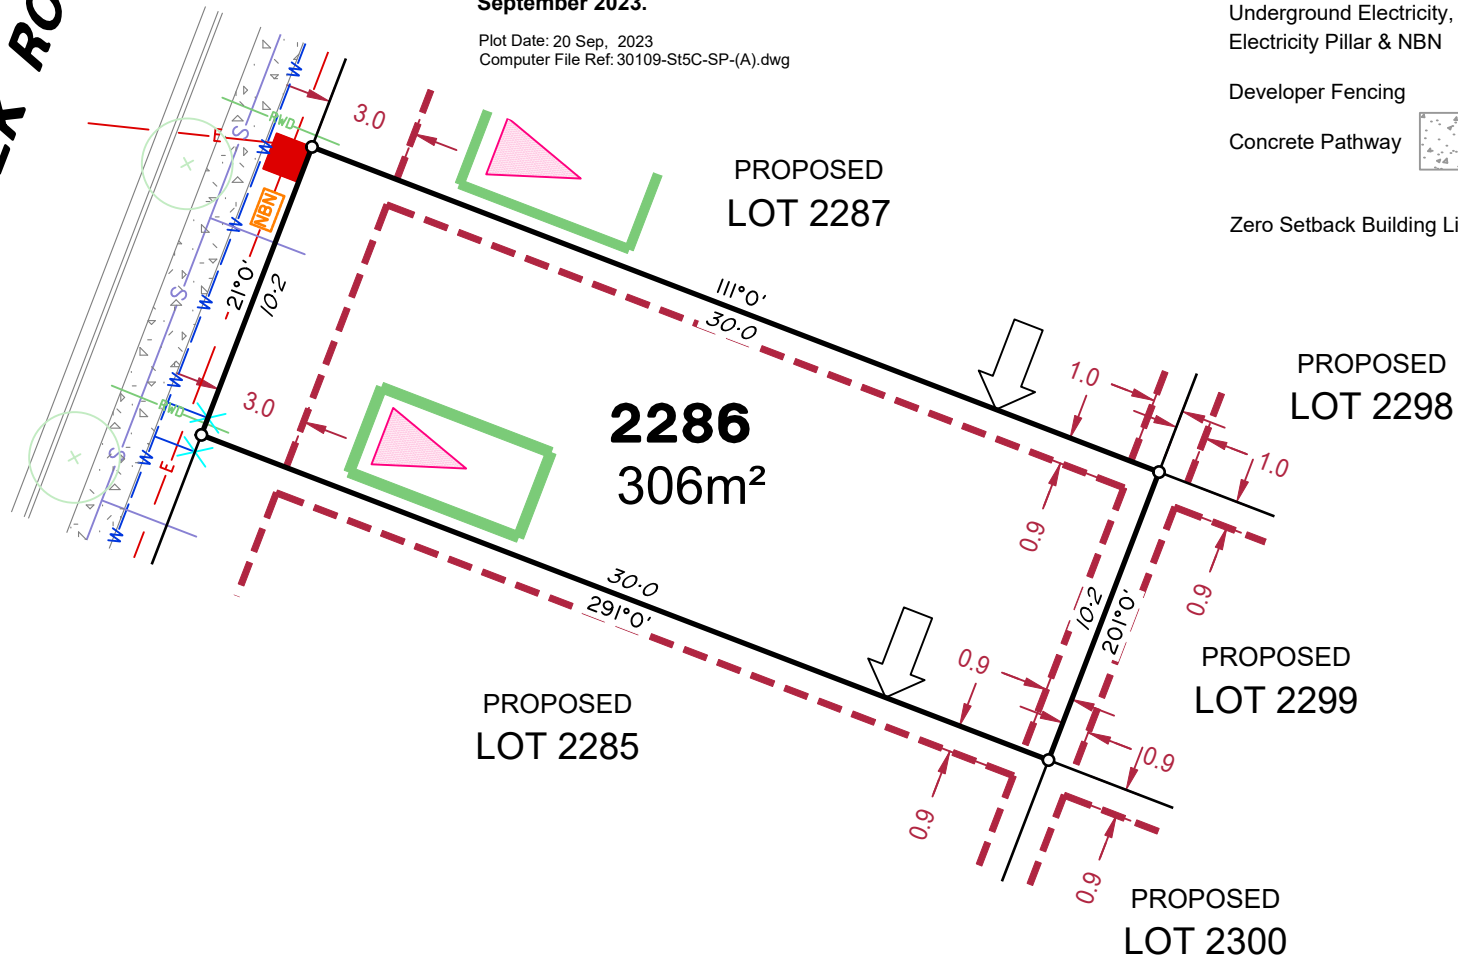 September 2023.
Plot Date: 20 Sep, 2023
Computer File Ref: 30109-St5C-SP-(A).dwg
Underground Electricity,
Electricity Pillar & NBN
Developer Fencing
Concrete Pathway
Zero Setback Building Li
3.0
RWD
W
S
E
W
NBN
W
PROPOSED
LOT 2287
21°0'
10·2
S
W
111°0'
30·0
W
3.0
RWD
S
W
E
W
2286
306m²
1.0
PROPOSED
LOT 2298
1.0
0.9
0.9
10·2
201°0'
30·0
291°0'
0.9
PROPOSED
LOT 2299
PROPOSED
LOT 2285
0.9
0.9
0.9
PROPOSED
LOT 2300